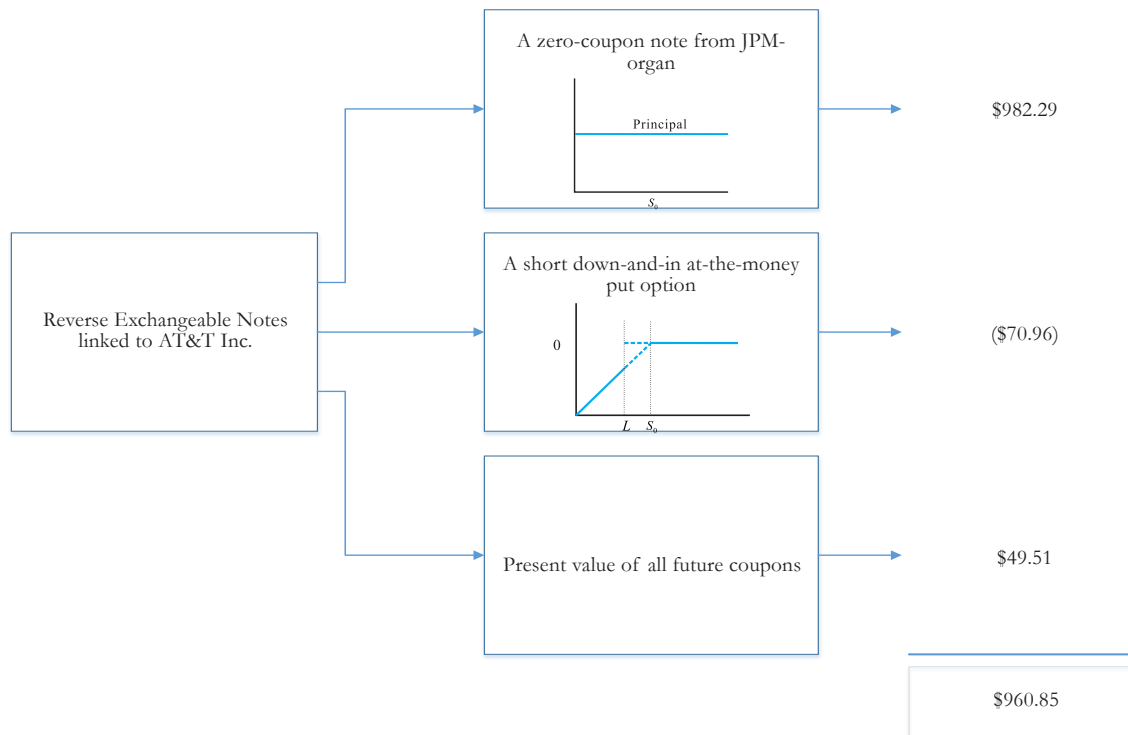 A zero-coupon note from JPM-
organ
Principal
S₀
$982.29
Reverse Exchangeable Notes
linked to AT&T Inc.
A short down-and-in at-the-money
put option
0
L
S₀
($70.96)
Present value of all future coupons
$49.51
$960.85